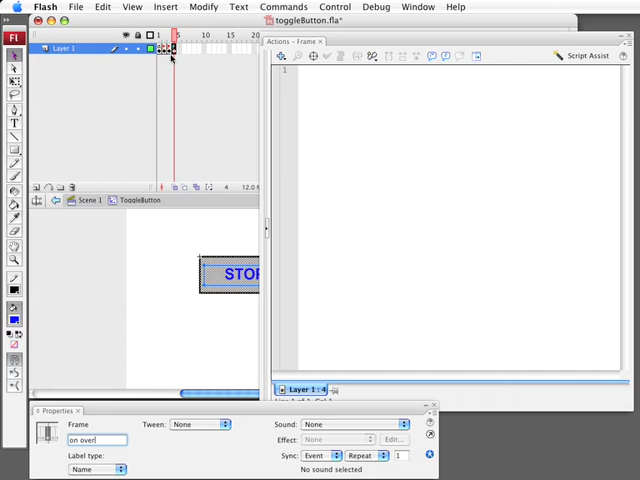 Flash File Edit View Insert Modify Text Commands Control Debug Window Help
toggleButton.fla*
Fl
1 5 10 15 20
Layer 1
Actions – Frame ×
Script Assist
1
4 12.0 f
Scene 1 ToggleButton
STOP
Layer 1 : 4
Properties ×
Frame Tween: None Sound: None
on over Effect: None Edit...
Label type: Sync: Event Repeat 1
Name No sound selected